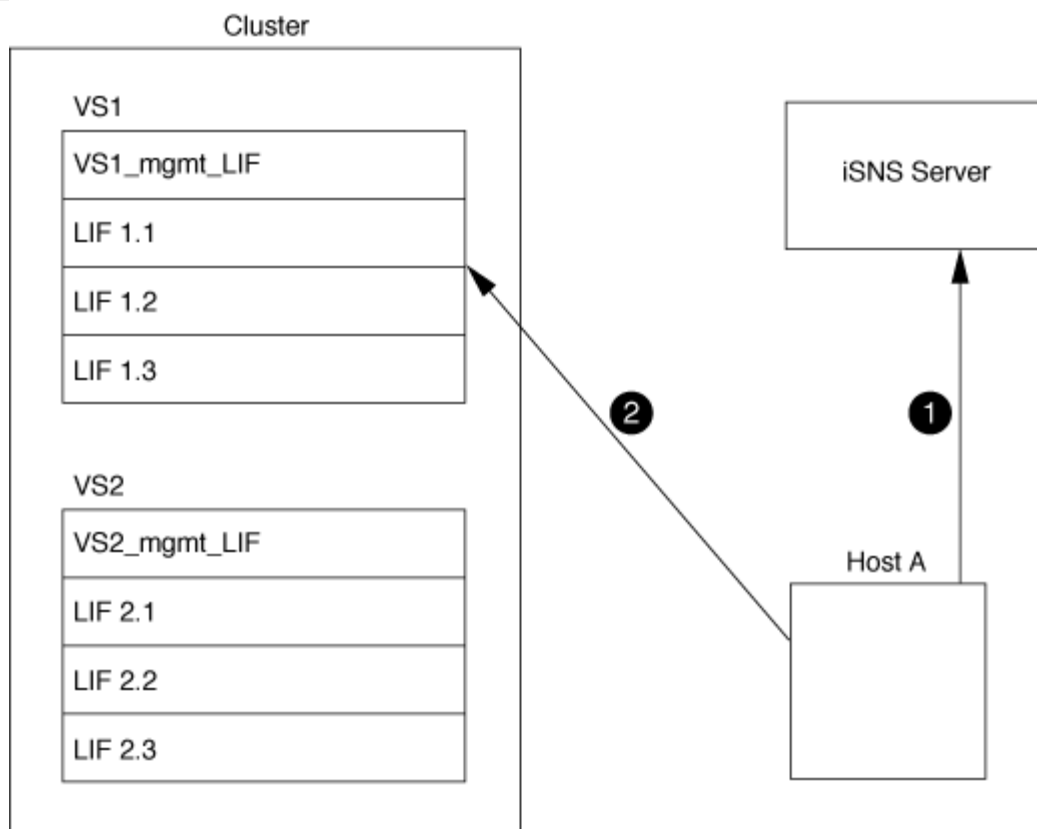 Cluster
VS1
VS1_mgmt_LIF
LIF 1.1
LIF 1.2
LIF 1.3
VS2
VS2_mgmt_LIF
LIF 2.1
LIF 2.2
LIF 2.3
iSNS Server
2
1
Host A